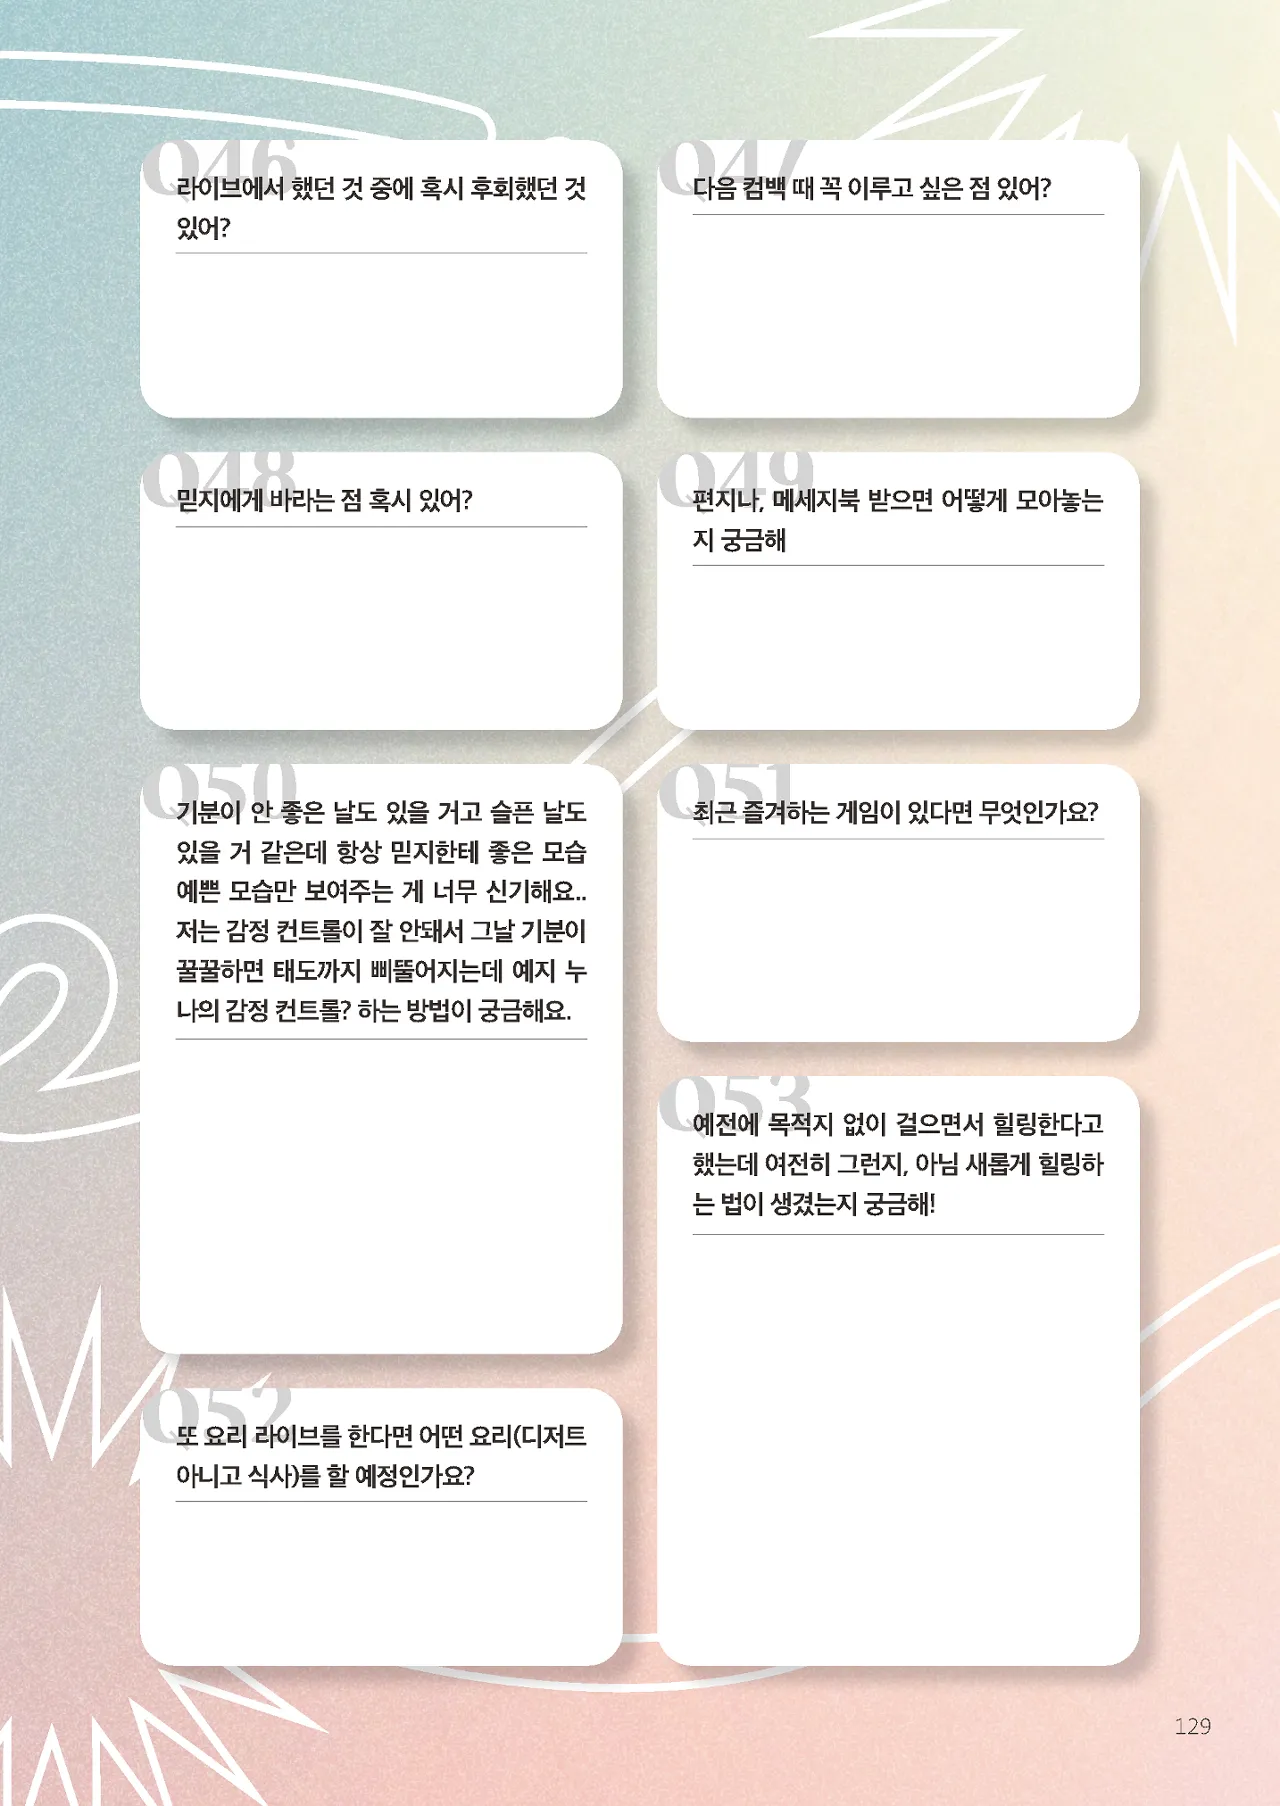 Q46
라이브에서 했던 것 중에 혹시 후회했던 것
있어?
Q47
다음 컴백 때 꼭 이루고 싶은 점 있어?
Q48
믿지에게 바라는 점 혹시 있어?
Q49
편지나, 메세지북 받으면 어떻게 모아놓는
지 궁금해
Q50
기분이 안 좋은 날도 있을 거고 슬픈 날도
있을 거 같은데 항상 믿지한테 좋은 모습
예쁜 모습만 보여주는 게 너무 신기해요..
저는 감정 컨트롤이 잘 안돼서 그날 기분이
꿀꿀하면 태도까지 삐뚤어지는데 예지 누
나의 감정 컨트롤? 하는 방법이 궁금해요.
Q51
최근 즐겨하는 게임이 있다면 무엇인가요?
Q52
또 요리 라이브를 한다면 어떤 요리(디저트
아니고 식사)를 할 예정인가요?
Q53
예전에 목적지 없이 걸으면서 힐링한다고
했는데 여전히 그런지, 아님 새롭게 힐링하
는 법이 생겼는지 궁금해!
129